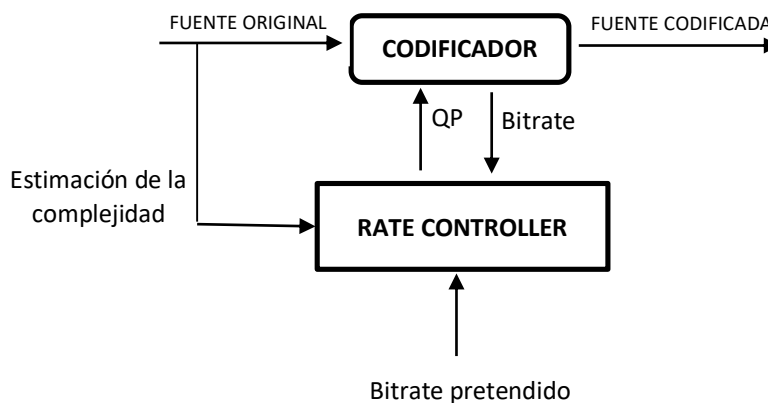 FUENTE ORIGINAL
CODIFICADOR
FUENTE CODIFICADA
QP
Bitrate
Estimación de la
complejidad
RATE CONTROLLER
Bitrate pretendido